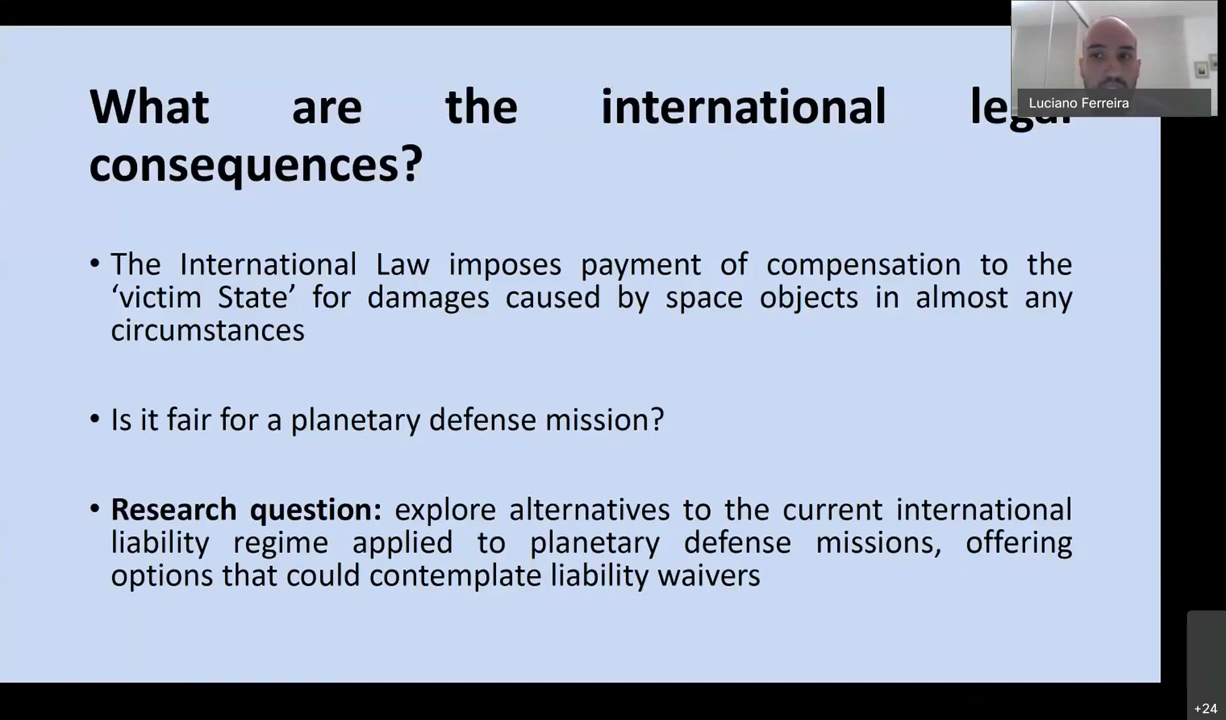 What are the international legal
consequences?
Luciano Ferreira
• The International Law imposes payment of compensation to the
‘victim State’ for damages caused by space objects in almost any
circumstances
• Is it fair for a planetary defense mission?
• Research question: explore alternatives to the current international
liability regime applied to planetary defense missions, offering
options that could contemplate liability waivers
+24